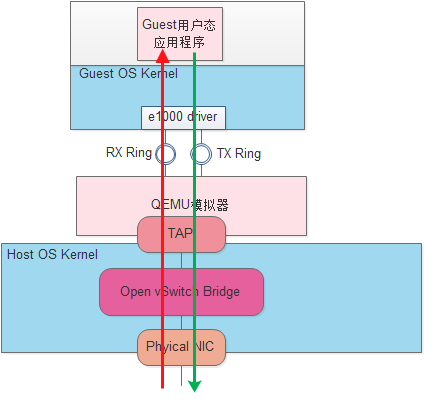 Guest用户态
应用程序
Guest OS Kernel
e1000 driver
RX Ring
TX Ring
QEMU模拟器
TAP
Host OS Kernel
Open vSwitch Bridge
Phyical NIC